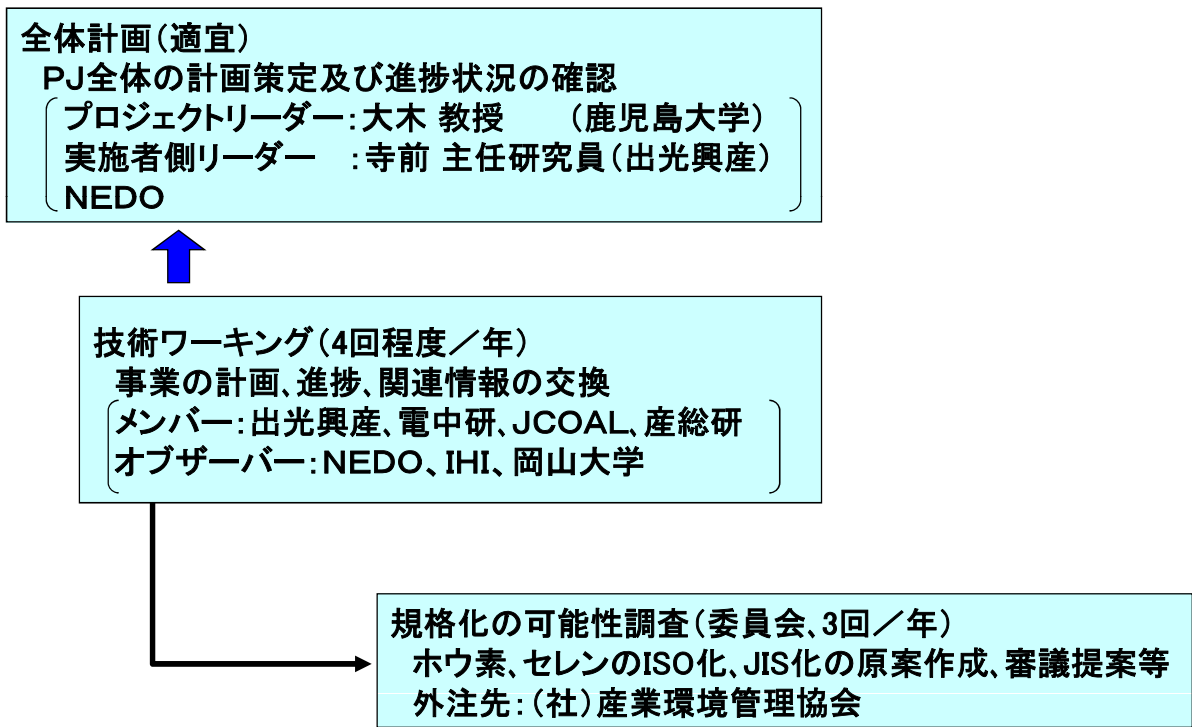 全体計画(適宜)
PJ全体の計画策定及び進捗状況の確認
プロジェクトリーダー:大木 教授 (鹿児島大学)
実施者側リーダー :寺前 主任研究員(出光興産)
NEDO
技術ワーキング(4回程度/年)
事業の計画、進捗、関連情報の交換
メンバー:出光興産、電中研、JCOAL、産総研
オブザーバー:NEDO、IHI、岡山大学
規格化の可能性調査(委員会、3回/年)
ホウ素、セレンのISO化、JIS化の原案作成、審議提案等
外注先:(社)産業環境管理協会